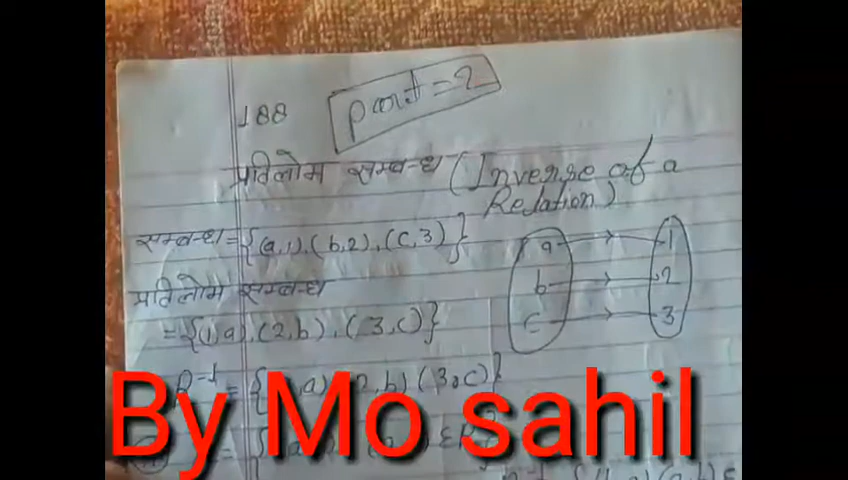 188
part = 2
प्रतिलोम सम्बन्ध (Inverse of a
Relation)
सम्बन्ध = {(a,1), (b,2), (c,3)}
a 1
b 2
c 3
प्रतिलोम सम्बन्ध
= {(1,a), (2,b), (3,c)}
R⁻¹ = {(1,a) (2,b) (3,c)}
By Mo sahil